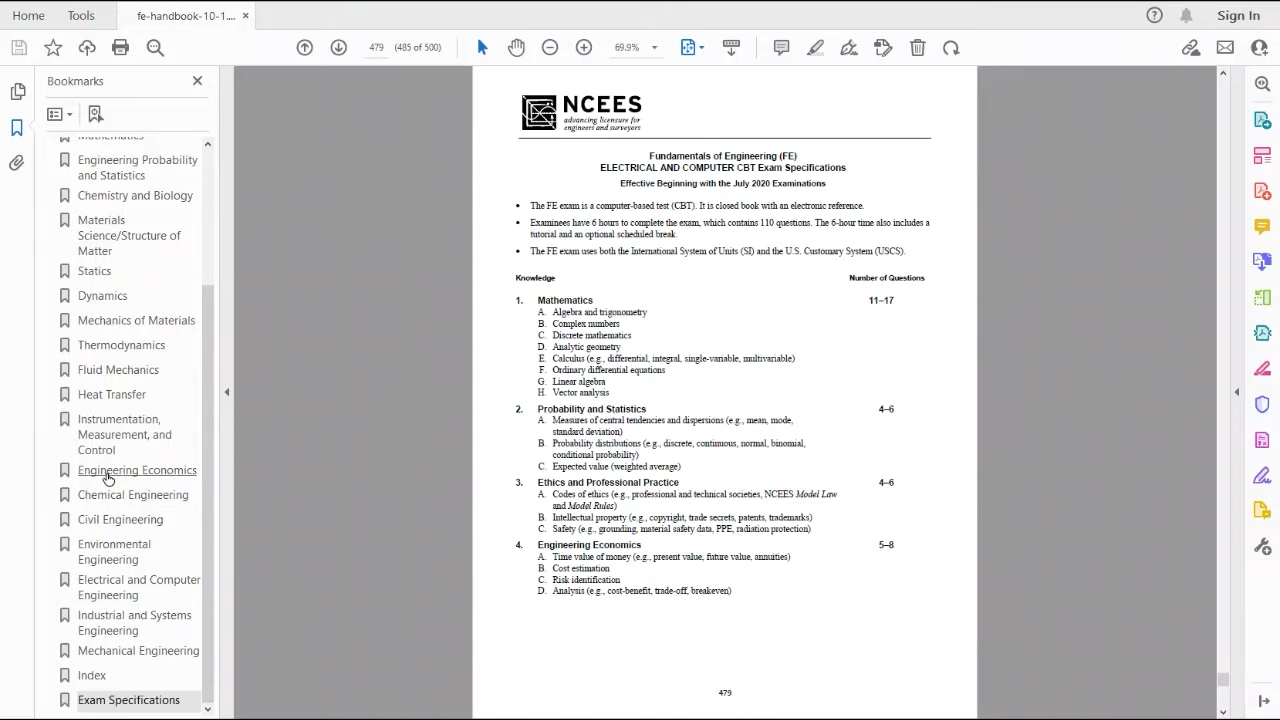 Home
Tools
fe-handbook-10-1....
Sign In
479 (485 of 500)
69.9%
Bookmarks
Mathematics
Engineering Probability
and Statistics
Chemistry and Biology
Materials
Science/Structure of
Matter
Statics
Dynamics
Mechanics of Materials
Thermodynamics
Fluid Mechanics
Heat Transfer
Instrumentation,
Measurement, and
Control
Engineering Economics
Chemical Engineering
Civil Engineering
Environmental
Engineering
Electrical and Computer
Engineering
Industrial and Systems
Engineering
Mechanical Engineering
Index
Exam Specifications
NCEES
advancing licensure for
engineers and surveyors
Fundamentals of Engineering (FE)
ELECTRICAL AND COMPUTER CBT Exam Specifications
Effective Beginning with the July 2020 Examinations
• The FE exam is a computer-based test (CBT). It is closed book with an electronic reference.
• Examinees have 6 hours to complete the exam, which contains 110 questions. The 6-hour time also includes a
tutorial and an optional scheduled break.
• The FE exam uses both the International System of Units (SI) and the U.S. Customary System (USCS).
Knowledge Number of Questions
1. Mathematics 11–17
A. Algebra and trigonometry
B. Complex numbers
C. Discrete mathematics
D. Analytic geometry
E. Calculus (e.g., differential, integral, single-variable, multivariable)
F. Ordinary differential equations
G. Linear algebra
H. Vector analysis
2. Probability and Statistics 4–6
A. Measures of central tendencies and dispersions (e.g., mean, mode,
standard deviation)
B. Probability distributions (e.g., discrete, continuous, normal, binomial,
conditional probability)
C. Expected value (weighted average)
3. Ethics and Professional Practice 4–6
A. Codes of ethics (e.g., professional and technical societies, NCEES Model Law
and Model Rules)
B. Intellectual property (e.g., copyright, trade secrets, patents, trademarks)
C. Safety (e.g., grounding, material safety data, PPE, radiation protection)
4. Engineering Economics 5–8
A. Time value of money (e.g., present value, future value, annuities)
B. Cost estimation
C. Risk identification
D. Analysis (e.g., cost-benefit, trade-off, breakeven)
479